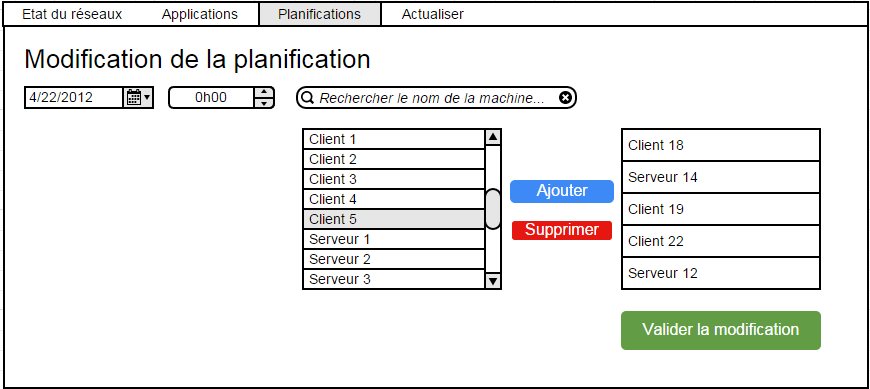 Etat du réseaux Applications Planifications Actualiser
Modification de la planification
4/22/2012 0h00 Rechercher le nom de la machine...
Client 1
Client 2
Client 3
Client 4
Client 5
Serveur 1
Serveur 2
Serveur 3
Ajouter
Supprimer
Client 18
Serveur 14
Client 19
Client 22
Serveur 12
Valider la modification